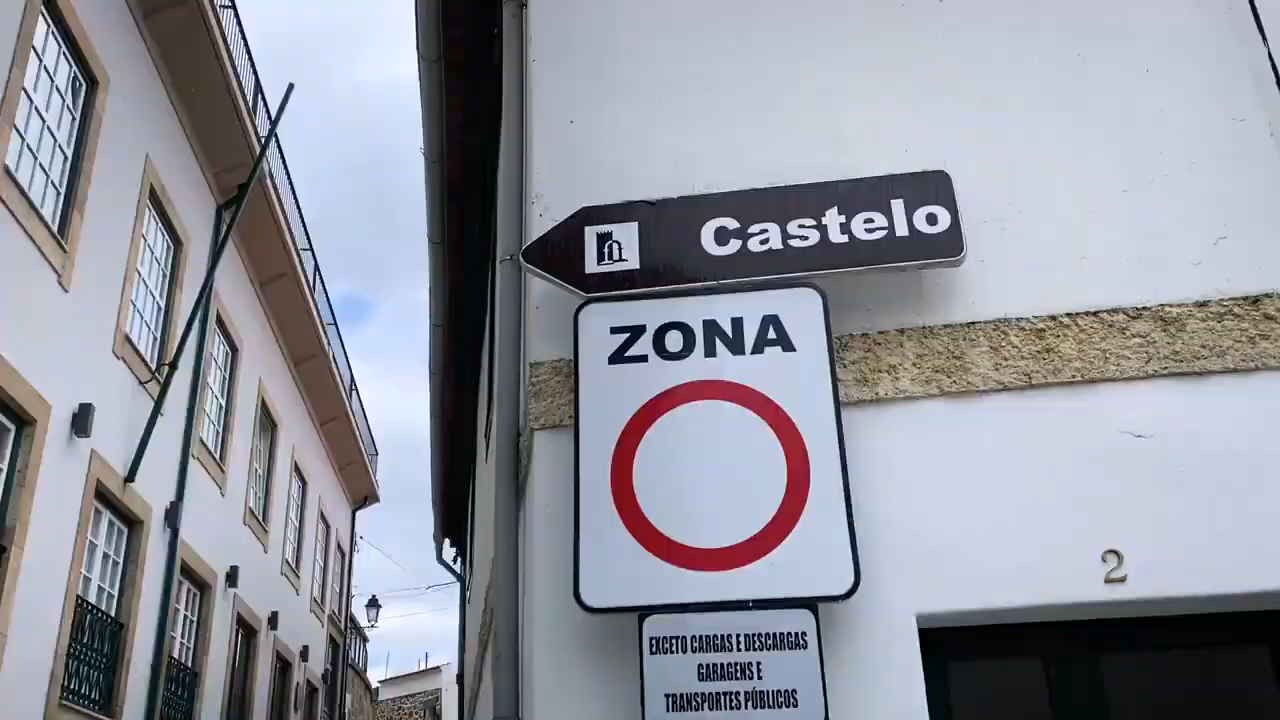 Castelo
ZONA
2
EXCETO CARGAS E DESCARGAS
GARAGENS E
TRANSPORTES PÚBLICOS